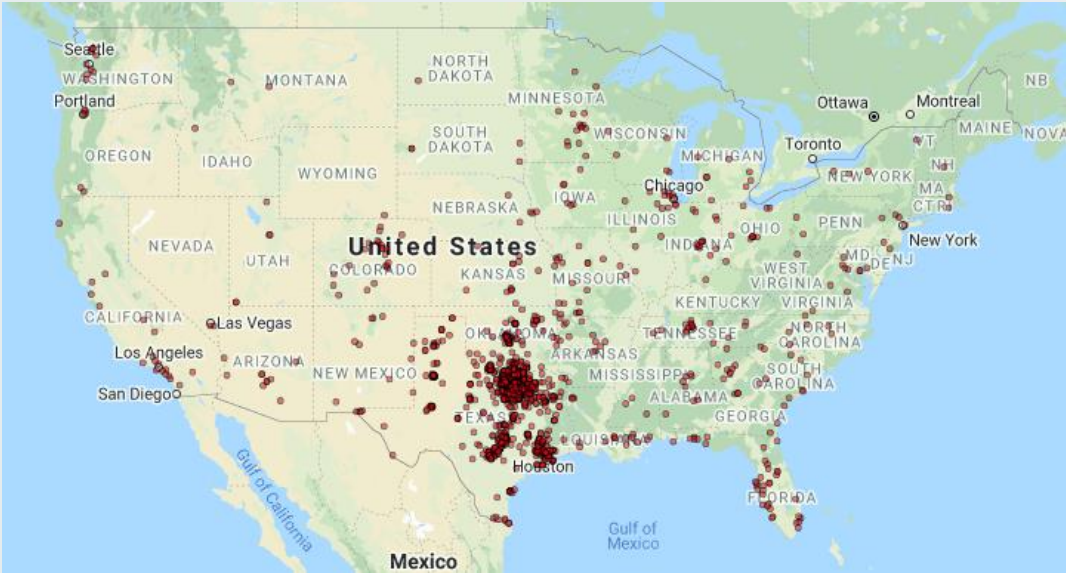 Seattle
WASHINGTON
MONTANA
NORTH
DAKOTA
MINNESOTA
Portland
Ottawa
Montreal
NB
OREGON
IDAHO
SOUTH
DAKOTA
WISCONSIN
Toronto
VT
MAINE
NOVA
WYOMING
MICHIGAN
NH
NEW YORK
MA
CT
RI
Chicago
IOWA
NEBRASKA
ILLINOIS
INDIANA
OHIO
PENN
New York
NEVADA
UTAH
United States
COLORADO
KANSAS
MISSOURI
WEST
VIRGINIA
MD
DE
NJ
KENTUCKY
VIRGINIA
CALIFORNIA
Las Vegas
OKLAHOMA
TENNESSEE
NORTH
CAROLINA
Los Angeles
ARIZONA
NEW MEXICO
ARKANSAS
MISSISSIPPI
SOUTH
CAROLINA
San Diego
TEXAS
ALABAMA
GEORGIA
LOUISIANA
Houston
FLORIDA
Gulf of California
Gulf of
Mexico
Mexico